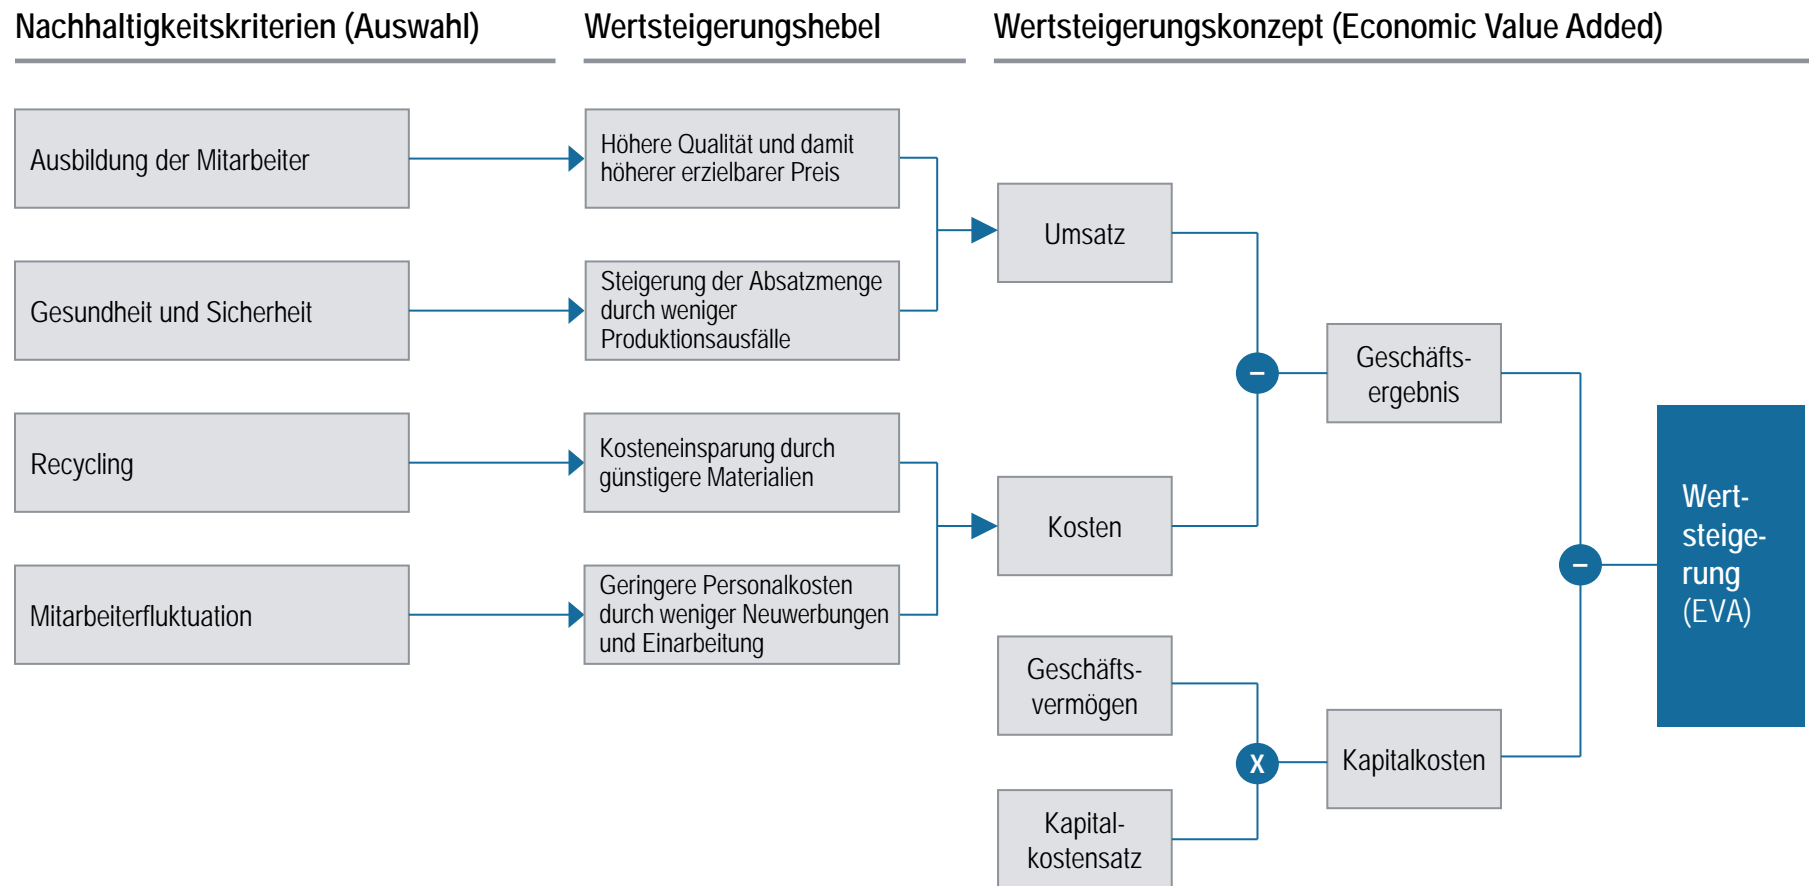 Nachhaltigkeitskriterien (Auswahl)
Wertsteigerungshebel
Wertsteigerungskonzept (Economic Value Added)
Ausbildung der Mitarbeiter
Höhere Qualität und damit
höherer erzielbarer Preis
Gesundheit und Sicherheit
Steigerung der Absatzmenge
durch weniger
Produktionsausfälle
Recycling
Kosteneinsparung durch
günstigere Materialien
Mitarbeiterfluktuation
Geringere Personalkosten
durch weniger Neuwerbungen
und Einarbeitung
Umsatz
–
Kosten
Geschäfts-
ergebnis
Geschäfts-
vermögen
X
Kapital-
kostensatz
Kapitalkosten
–
Wert-
steige-
rung
(EVA)